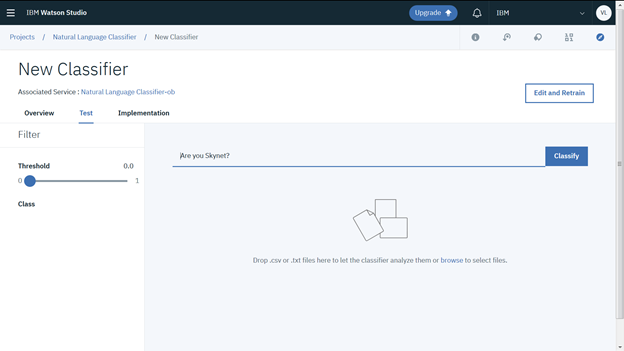 IBM Watson Studio
Upgrade
IBM
VL
Projects / Natural Language Classifier / New Classifier
New Classifier
Associated Service : Natural Language Classifier-ob
Edit and Retrain
Overview Test Implementation
Filter
Threshold 0.0
0 1
Class
Are you Skynet?
Classify
Drop .csv or .txt files here to let the classifier analyze them or browse to select files.